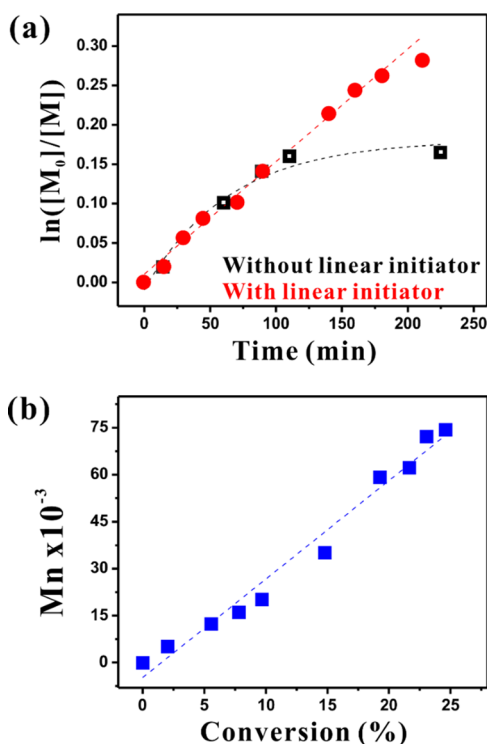 (a)
ln([M₀]/[M])
0.30
0.25
0.20
0.15
0.10
0.05
0.00
Without linear initiator
With linear initiator
0 50 100 150 200 250
Time (min)
(b)
Mn x10⁻³
75
60
45
30
15
0
0 5 10 15 20 25
Conversion (%)